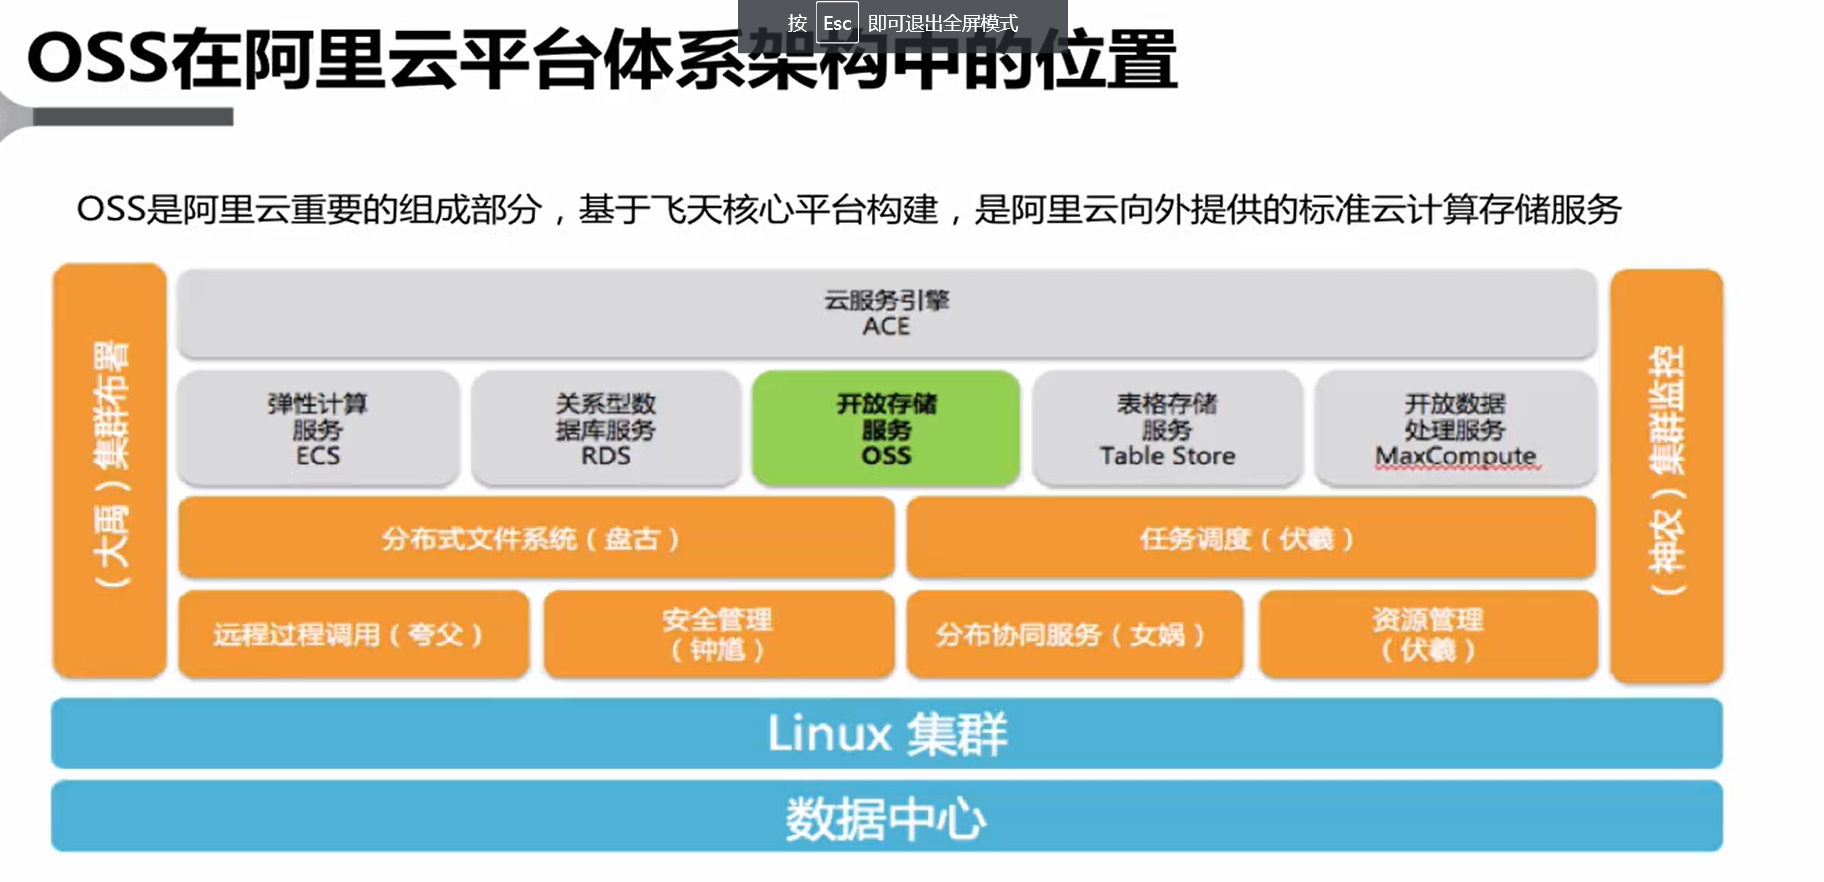 按 Esc 即可退出全屏模式
OSS在阿里云平台体系架构中的位置
OSS是阿里云重要的组成部分，基于飞天核心平台构建，是阿里云向外提供的标准云计算存储服务
（大禹）集群布署
云服务引擎
ACE
弹性计算
服务
ECS
关系型数
据库服务
RDS
开放存储
服务
OSS
表格存储
服务
Table Store
开放数据
处理服务
MaxCompute
分布式文件系统（盘古）
任务调度（伏羲）
远程过程调用（夸父）
安全管理
（钟馗）
分布协同服务（女娲）
资源管理
（伏羲）
（神农）集群监控
Linux 集群
数据中心